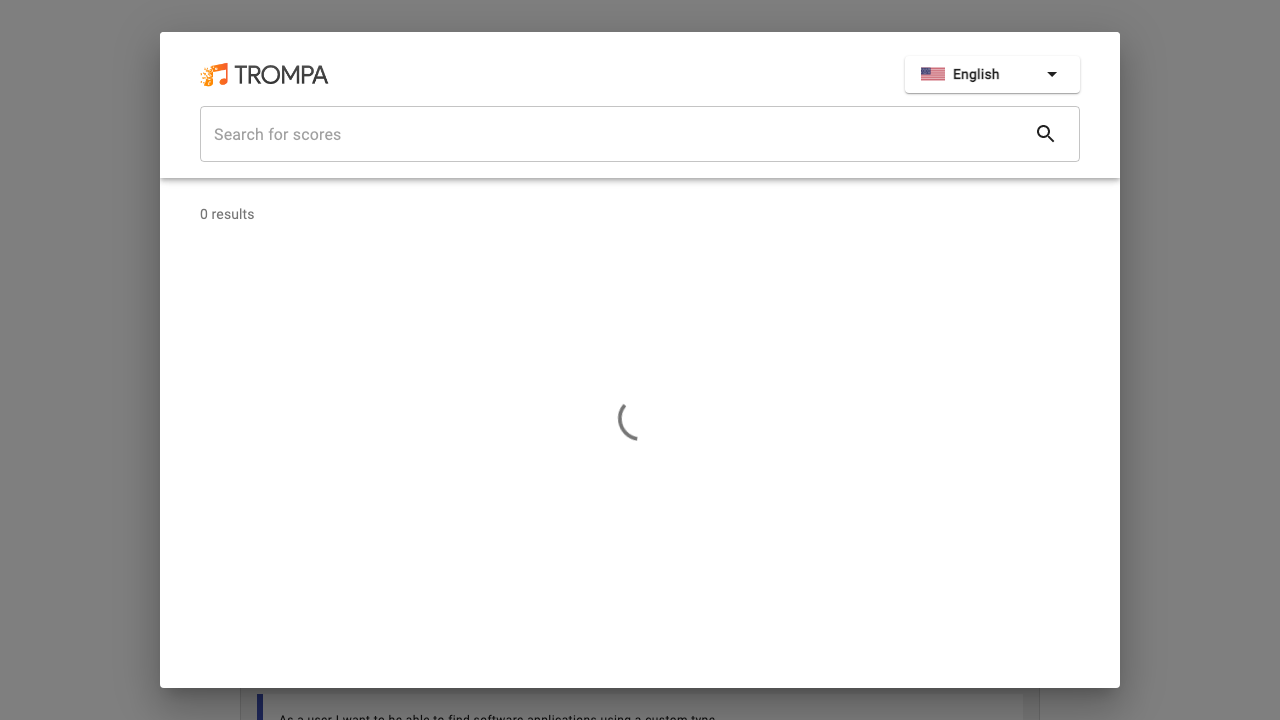 TROMPA
English
Search for scores
0 results
As a user I want to be able to find software applications using a custom type